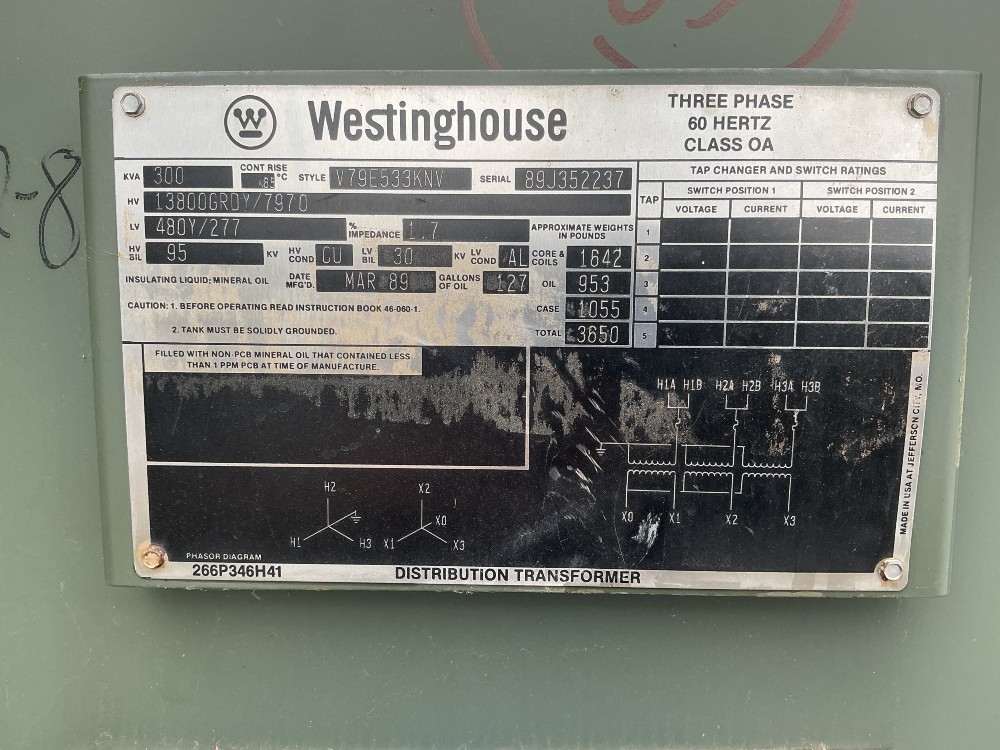 -8
W Westinghouse
THREE PHASE
60 HERTZ
CLASS OA
KVA 300 CONT RISE 65 °C STYLE V79E533KNV SERIAL 89J352237
HV 13800GRDY/7970
LV 480Y/277 % IMPEDANCE 1.7 APPROXIMATE WEIGHTS IN POUNDS
HV BIL 95 KV HV COND CU LV BIL 30 KV LV COND AL CORE & COILS 1642
INSULATING LIQUID: MINERAL OIL DATE MFG'D. MAR 89 GALLONS OF OIL 127 OIL 953
CAUTION: 1. BEFORE OPERATING READ INSTRUCTION BOOK 46-060-1. CASE 1055
2. TANK MUST BE SOLIDLY GROUNDED. TOTAL 3650
TAP CHANGER AND SWITCH RATINGS
TAP SWITCH POSITION 1 SWITCH POSITION 2
VOLTAGE CURRENT VOLTAGE CURRENT
1
2
3
4
5
FILLED WITH NON-PCB MINERAL OIL THAT CONTAINED LESS
THAN 1 PPM PCB AT TIME OF MANUFACTURE.
H1A H1B H2A H2B H3A H3B
X0 X1 X2 X3
H2 X2
X0
H1 H3 X1 X3
PHASOR DIAGRAM
266P346H41 DISTRIBUTION TRANSFORMER
MADE IN USA AT JEFFERSON CITY, MO.